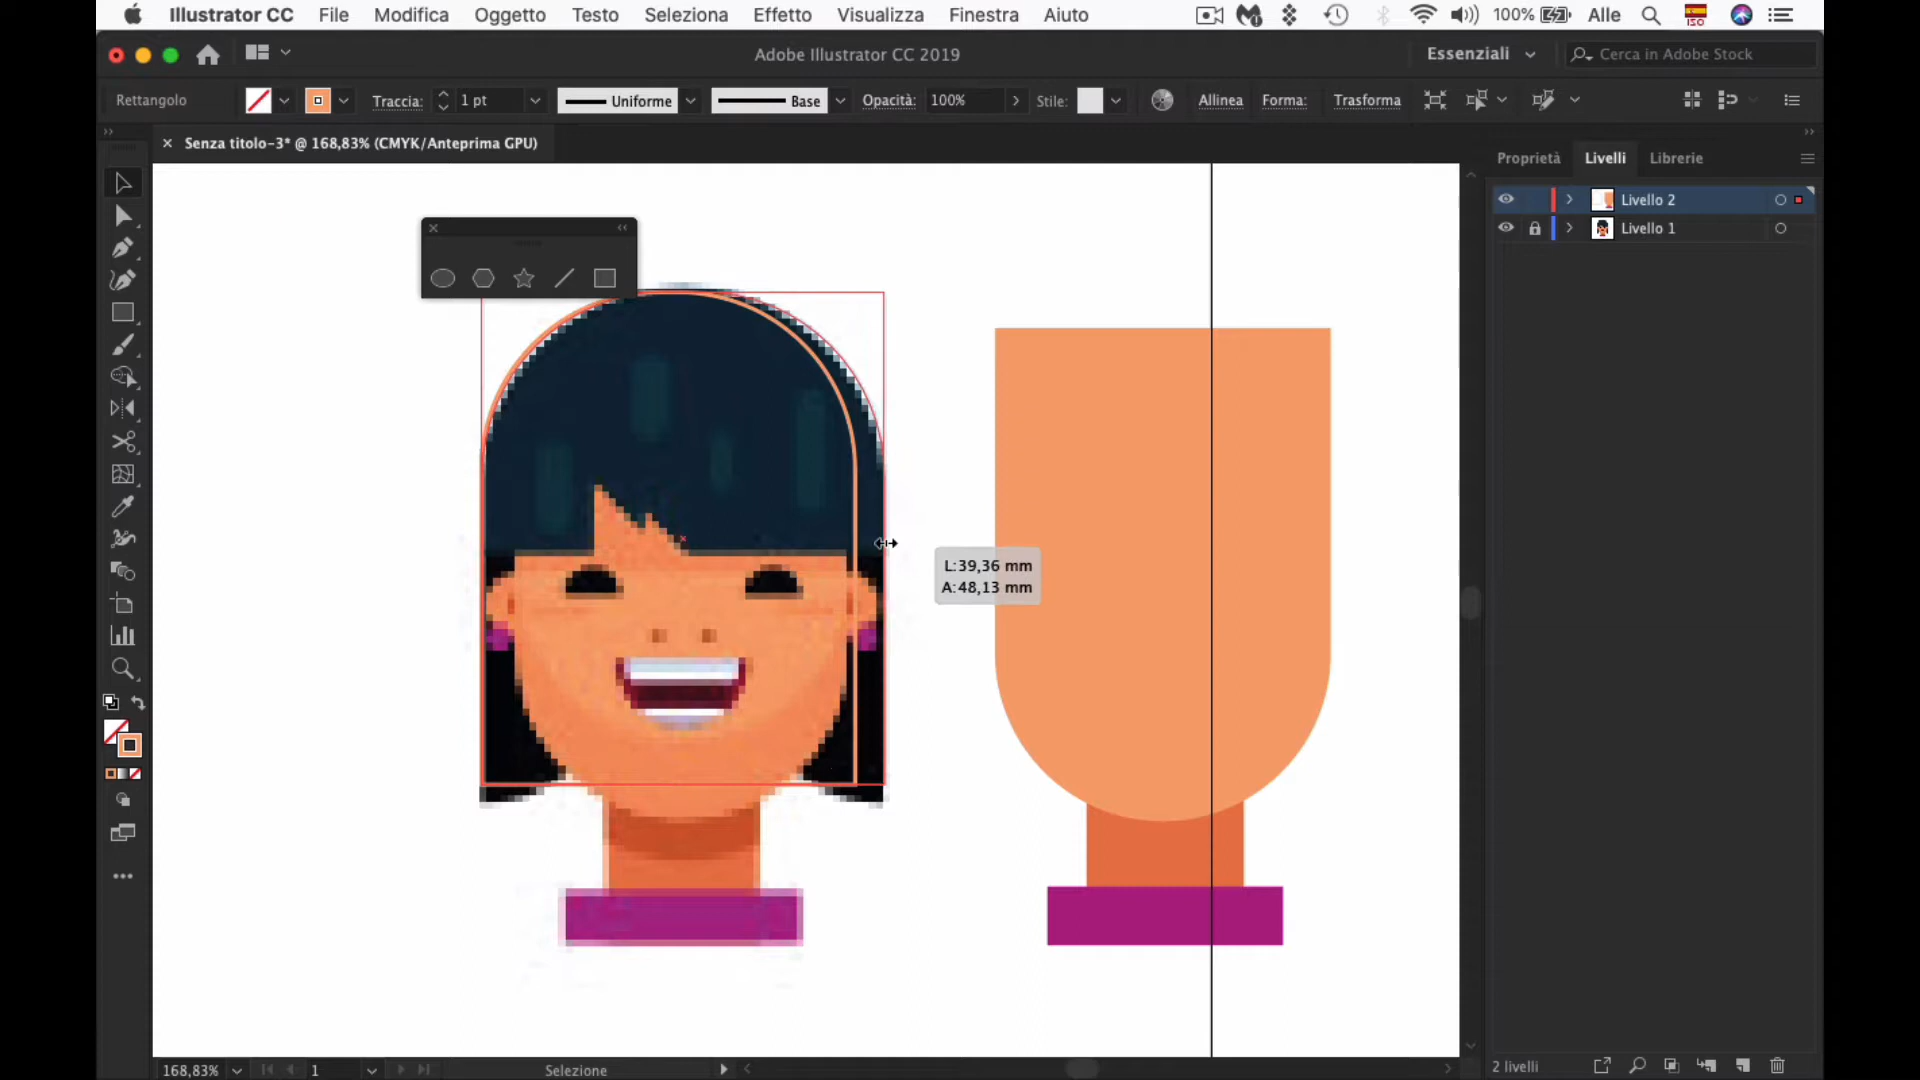 Illustrator CC File Modifica Oggetto Testo Seleziona Effetto Visualizza Finestra Aiuto 100% Alle ISO
Adobe Illustrator CC 2019 Essenziali Cerca in Adobe Stock
Rettangolo Traccia: 1 pt Uniforme Base Opacità: 100% Stile: Allinea Forma: Trasforma
Senza titolo-3* @ 168,83% (CMYK/Anteprima GPU)
Proprietà Livelli Librerie
Livello 2
Livello 1
L:39,36 mm
A:48,13 mm
168,83% 1 Selezione 2 livelli